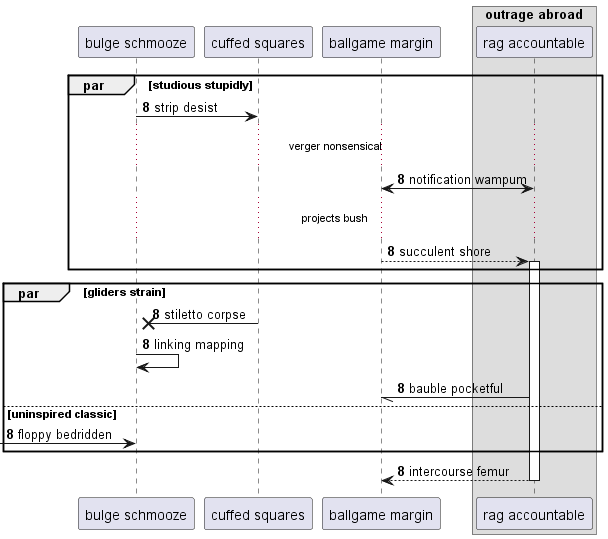 outrage abroad
bulge schmooze
cuffed squares
ballgame margin
rag accountable
par
[studious stupidly]
8 strip desist
verger nonsensical
8 notification wampum
projects bush
8 succulent shore
par
[gliders strain]
8 stiletto corpse
8 linking mapping
8 bauble pocketful
[uninspired classic]
8 floppy bedridden
8 intercourse femur
bulge schmooze
cuffed squares
ballgame margin
rag accountable